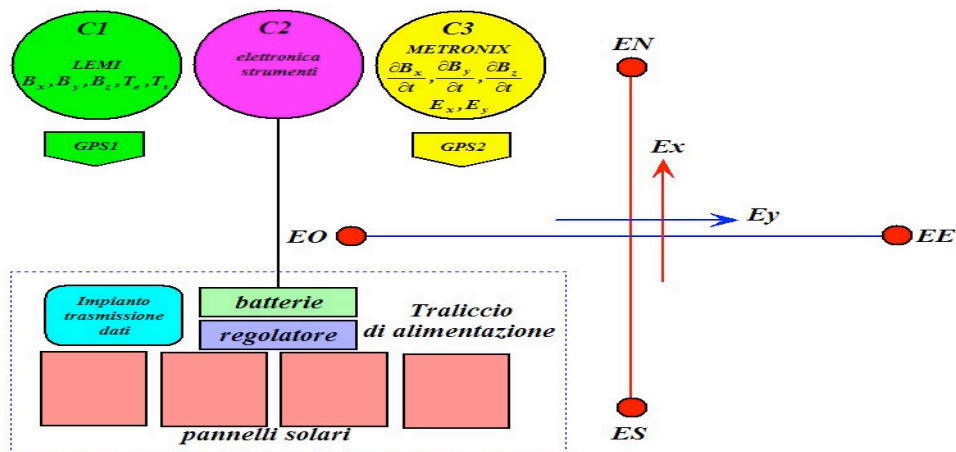 C1
LEMI
B_x, B_y, B_z, T_e, T_s
GPS1
C2
elettronica
strumenti
C3
METRONIX
∂B_x/∂t, ∂B_y/∂t, ∂B_z/∂t
E_x, E_y
GPS2
EN
Ex
Ey
EO
EE
ES
Impianto
trasmissione
dati
batterie
regolatore
Traliccio
di alimentazione
pannelli solari